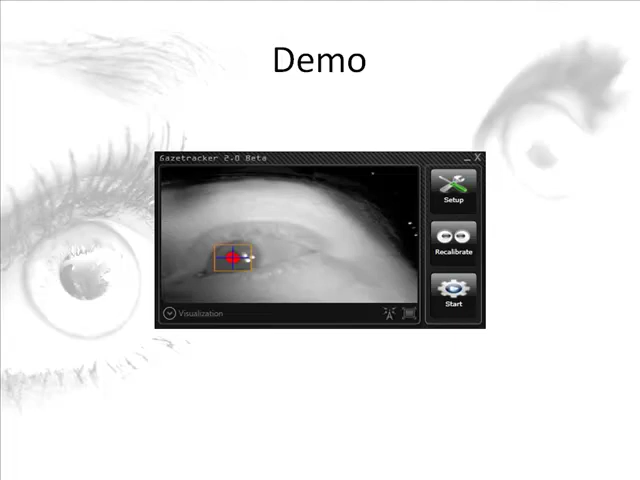 Demo
Gazetracker 2.0 Beta
Setup
Recalibrate
Start
Visualization